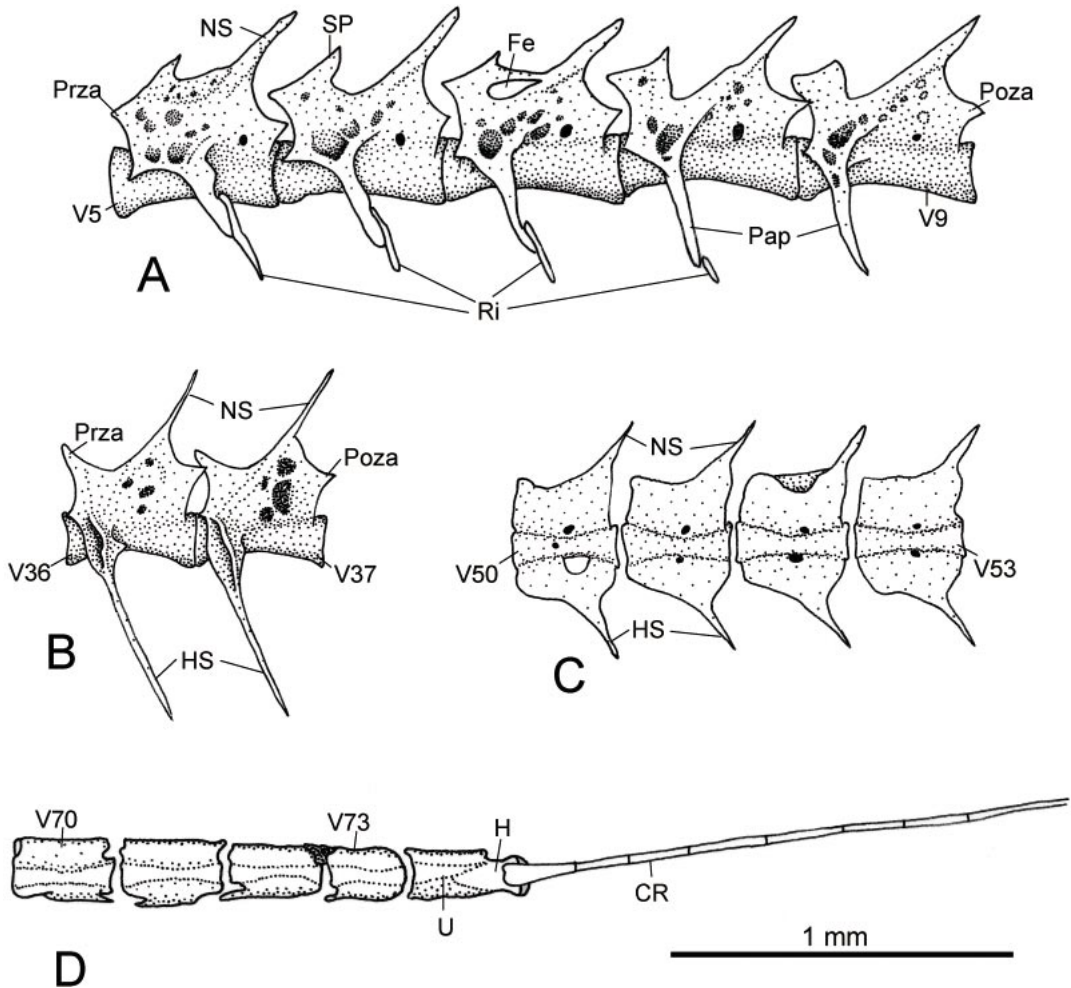 NS SP Fe
Prza Poza
V5 Pap V9
A
Ri
NS NS
Prza Poza
V36 V37 V50 V53
B HS HS C
V70 V73 H
U CR
1 mm
D